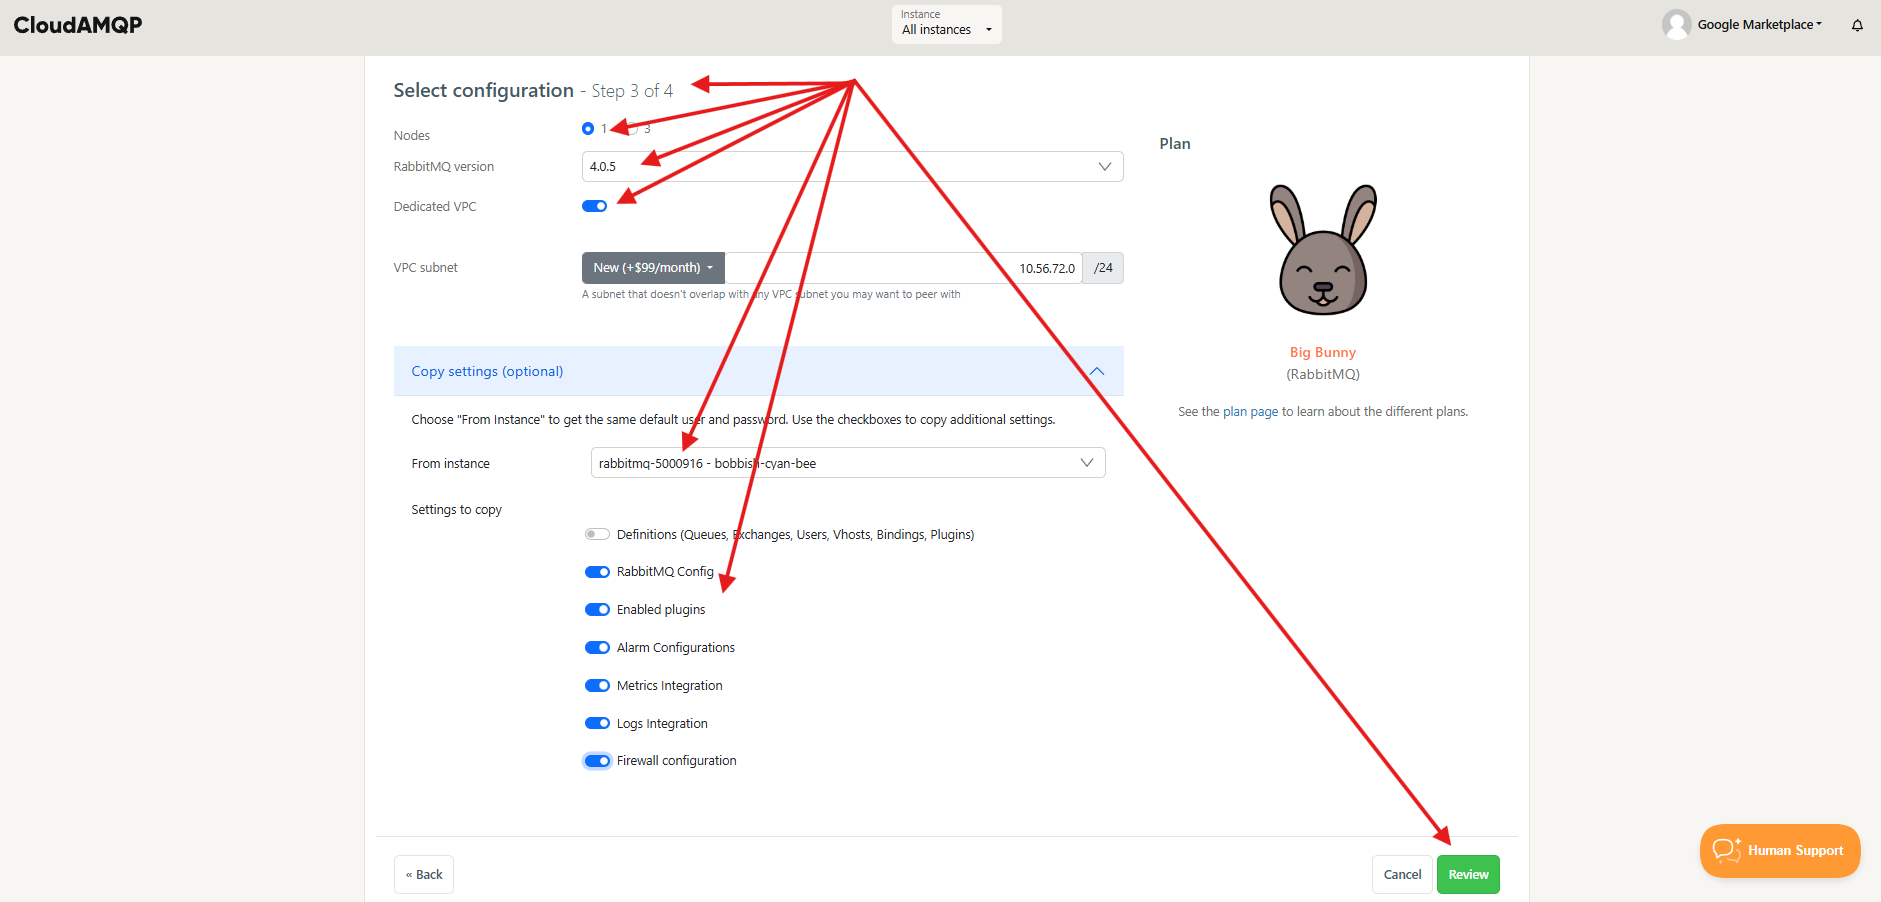 CloudAMQP
Instance
All instances
Google Marketplace
Select configuration - Step 3 of 4
Nodes
1
3
RabbitMQ version
4.0.5
Dedicated VPC
VPC subnet
New (+$99/month)
10.56.72.0
/24
A subnet that doesn't overlap with any VPC subnet you may want to peer with
Copy settings (optional)
Choose "From Instance" to get the same default user and password. Use the checkboxes to copy additional settings.
From instance
rabbitmq-5000916 - bobbish-cyan-bee
Settings to copy
Definitions (Queues, Exchanges, Users, Vhosts, Bindings, Plugins)
RabbitMQ Config
Enabled plugins
Alarm Configurations
Metrics Integration
Logs Integration
Firewall configuration
Plan
Big Bunny
(RabbitMQ)
See the plan page to learn about the different plans.
« Back
Cancel
Review
Human Support